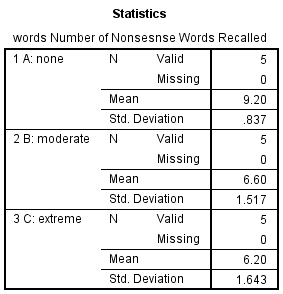 Statistics
words Number of Nonsesnse Words Recalled
1 A: none N Valid 5
Missing 0
Mean 9.20
Std. Deviation .837
2 B: moderate N Valid 5
Missing 0
Mean 6.60
Std. Deviation 1.517
3 C: extreme N Valid 5
Missing 0
Mean 6.20
Std. Deviation 1.643